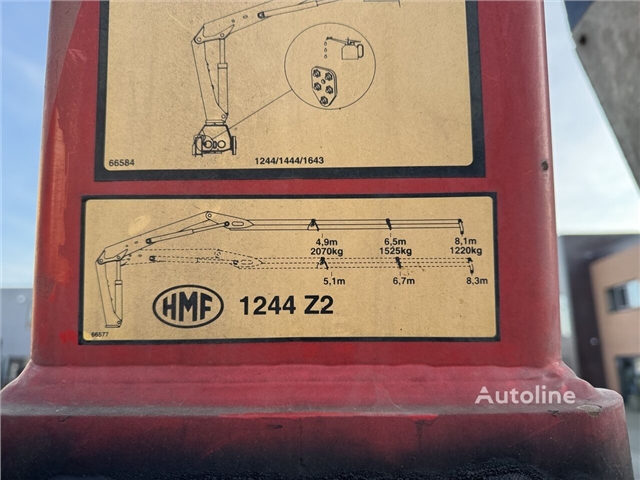 66584
1244/1444/1643
4,9m 6,5m 8,1m
2070kg 1525kg 1220kg
5,1m 6,7m 8,3m
HMF 1244 Z2
66577
Autoline